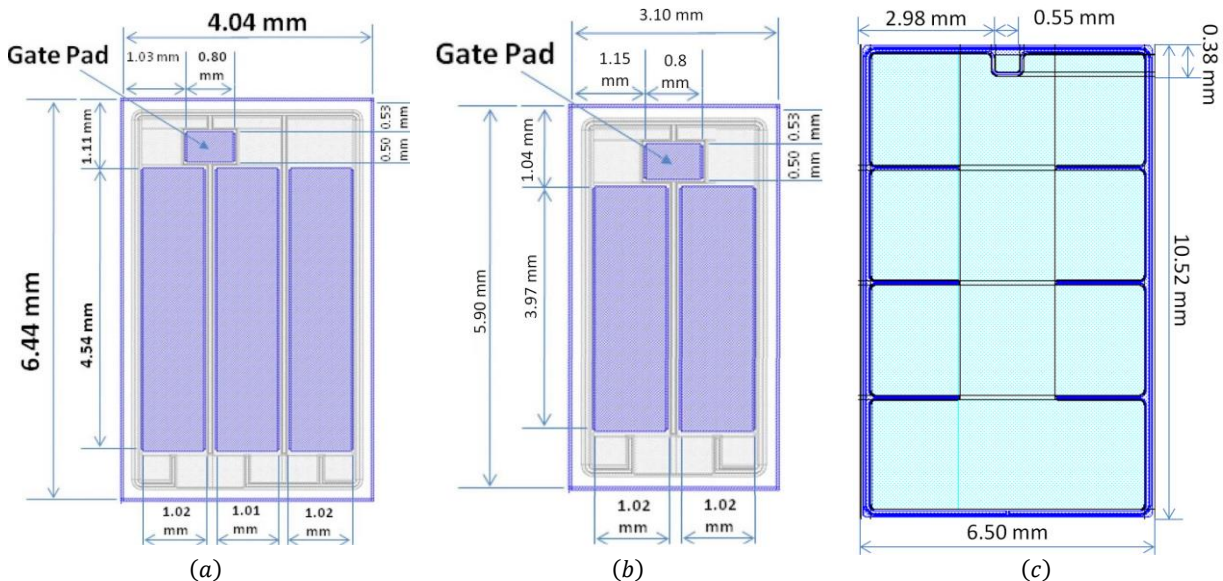 4.04 mm
Gate Pad
1.03 mm
0.80
mm
1.11 mm
0.53
mm
0.50
mm
6.44 mm
4.54 mm
1.02
mm
1.01
mm
1.02
mm
(a)
3.10 mm
Gate Pad
1.15
mm
0.8
mm
1.04 mm
0.53
mm
0.50
mm
5.90 mm
3.97 mm
1.02
mm
1.02
mm
(b)
2.98 mm
0.55 mm
0.38 mm
10.52 mm
6.50 mm
(c)